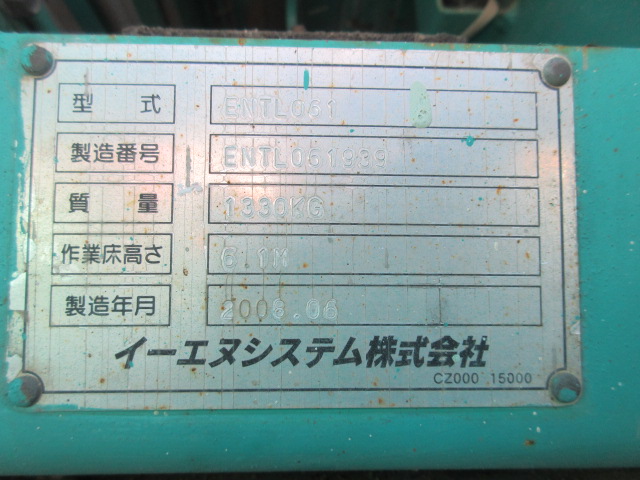 型式 ENTL061
製造番号 ENTL061939
質量 1330KG
作業床高さ 6.1M
製造年月 2008.06
イーエヌシステム株式会社
CZ000 15000